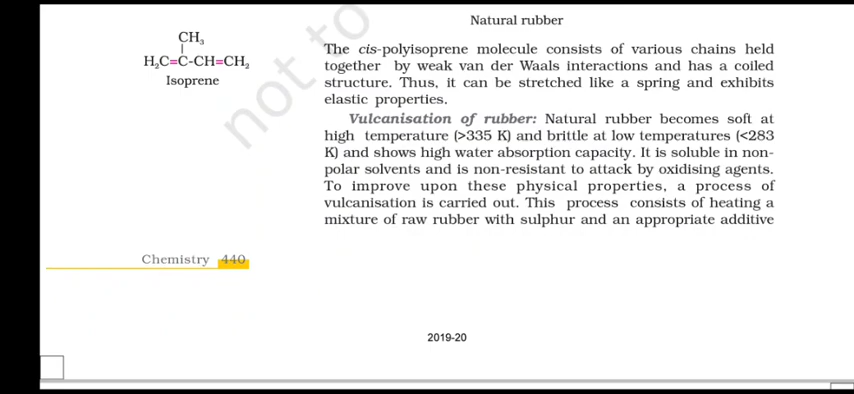 Natural rubber
CH₃
H₂C=C-CH=CH₂
Isoprene
The cis-polyisoprene molecule consists of various chains held
together by weak van der Waals interactions and has a coiled
structure. Thus, it can be stretched like a spring and exhibits
elastic properties.
Vulcanisation of rubber: Natural rubber becomes soft at
high temperature (>335 K) and brittle at low temperatures (<283
K) and shows high water absorption capacity. It is soluble in non-
polar solvents and is non-resistant to attack by oxidising agents.
To improve upon these physical properties, a process of
vulcanisation is carried out. This process consists of heating a
mixture of raw rubber with sulphur and an appropriate additive
not to
Chemistry 440
2019-20